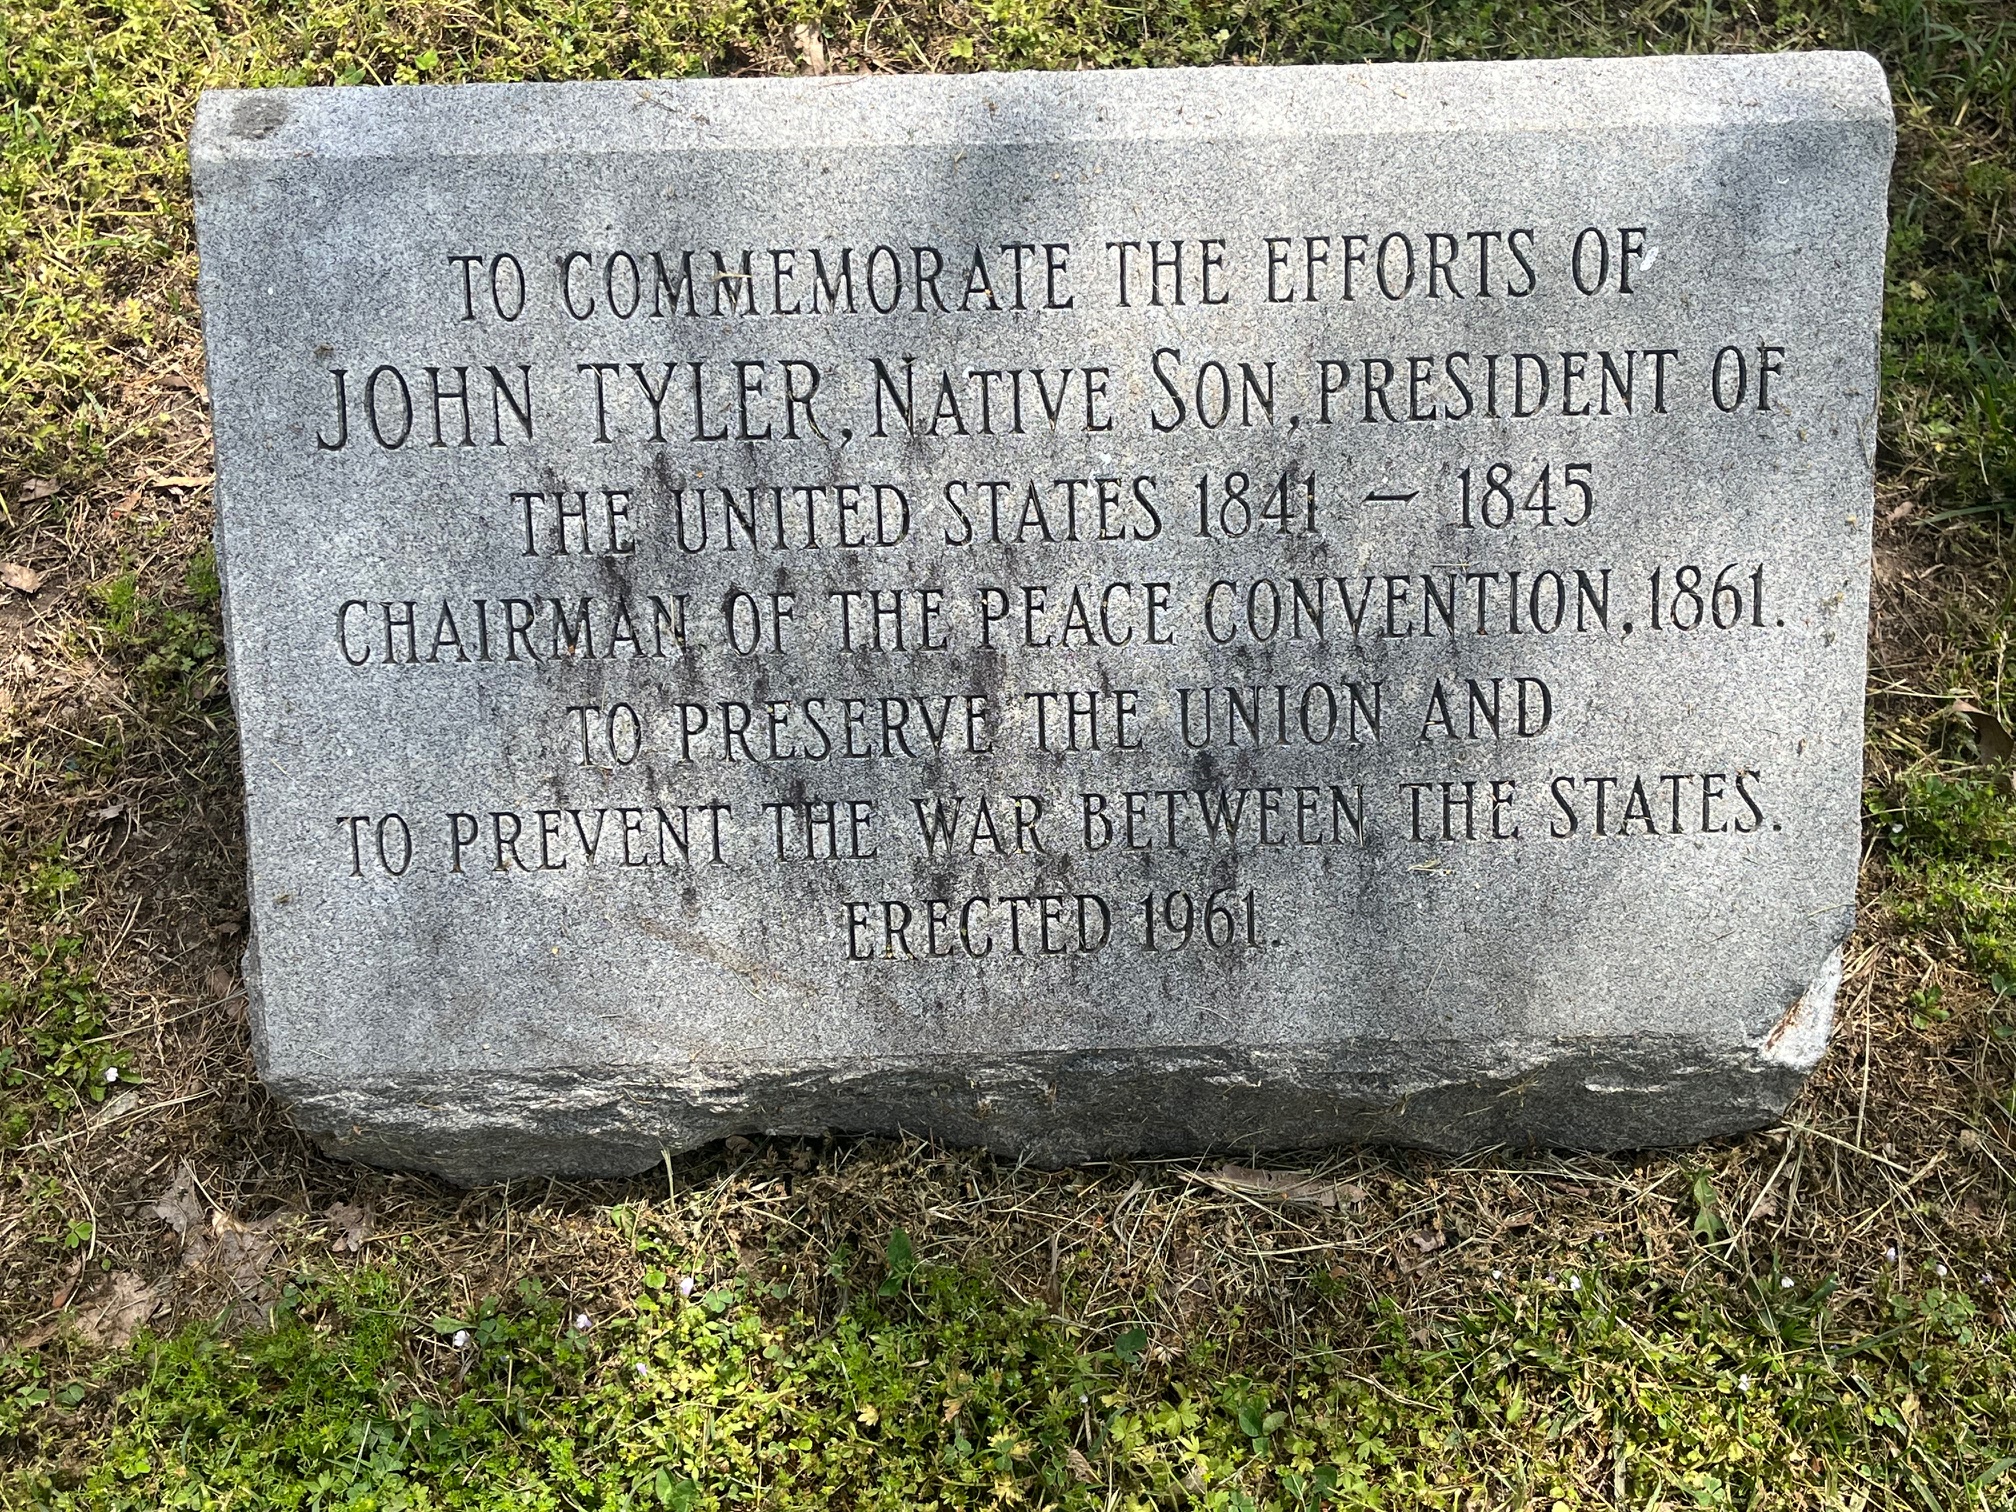 TO COMMEMORATE THE EFFORTS OF
JOHN TYLER, NATIVE SON, PRESIDENT OF
THE UNITED STATES 1841 — 1845
CHAIRMAN OF THE PEACE CONVENTION, 1861.
TO PRESERVE THE UNION AND
TO PREVENT THE WAR BETWEEN THE STATES.
ERECTED 1961.